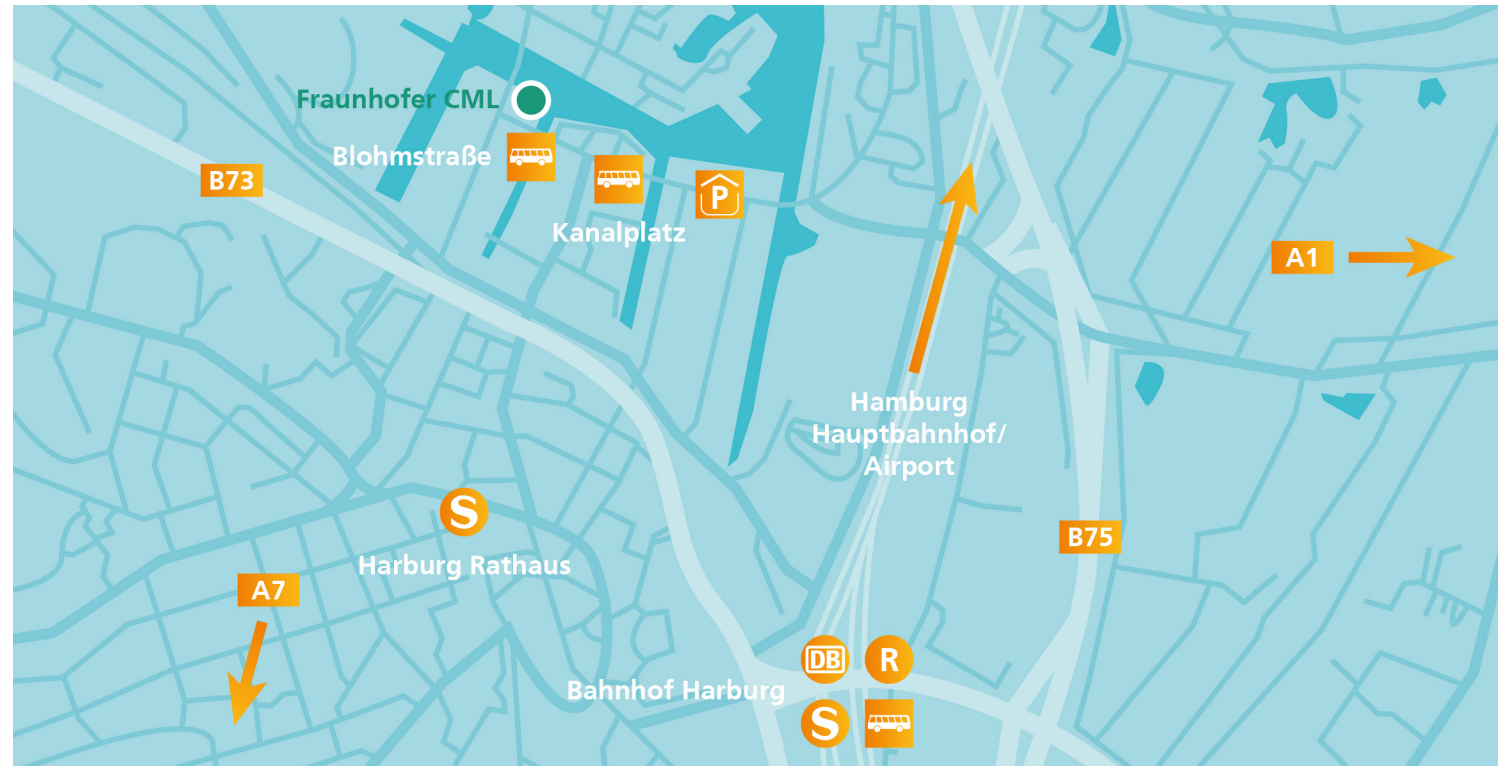 Fraunhofer CML
Blohmstraße
B73
P
Kanalplatz
A1
Hamburg
Hauptbahnhof/
Airport
S
B75
Harburg Rathaus
A7
DB
R
Bahnhof Harburg
S